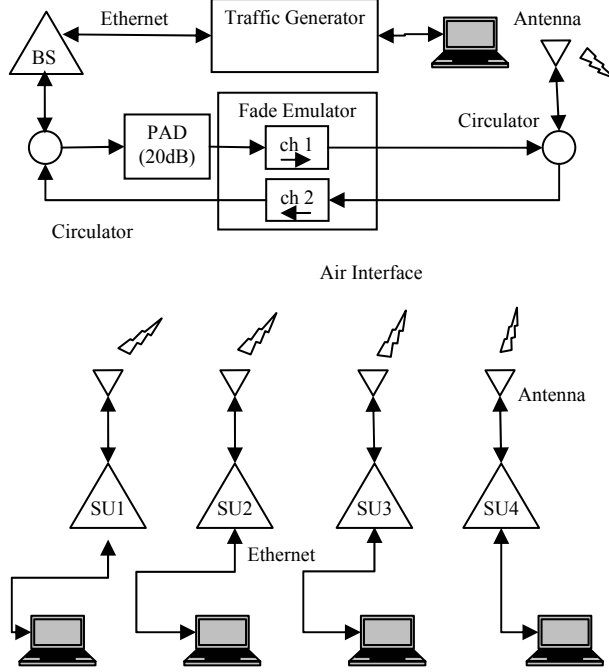 Ethernet
Traffic Generator
Antenna
BS
Fade Emulator
Circulator
PAD
(20dB)
ch 1
ch 2
Circulator
Air Interface
Antenna
SU1
SU2
SU3
SU4
Ethernet